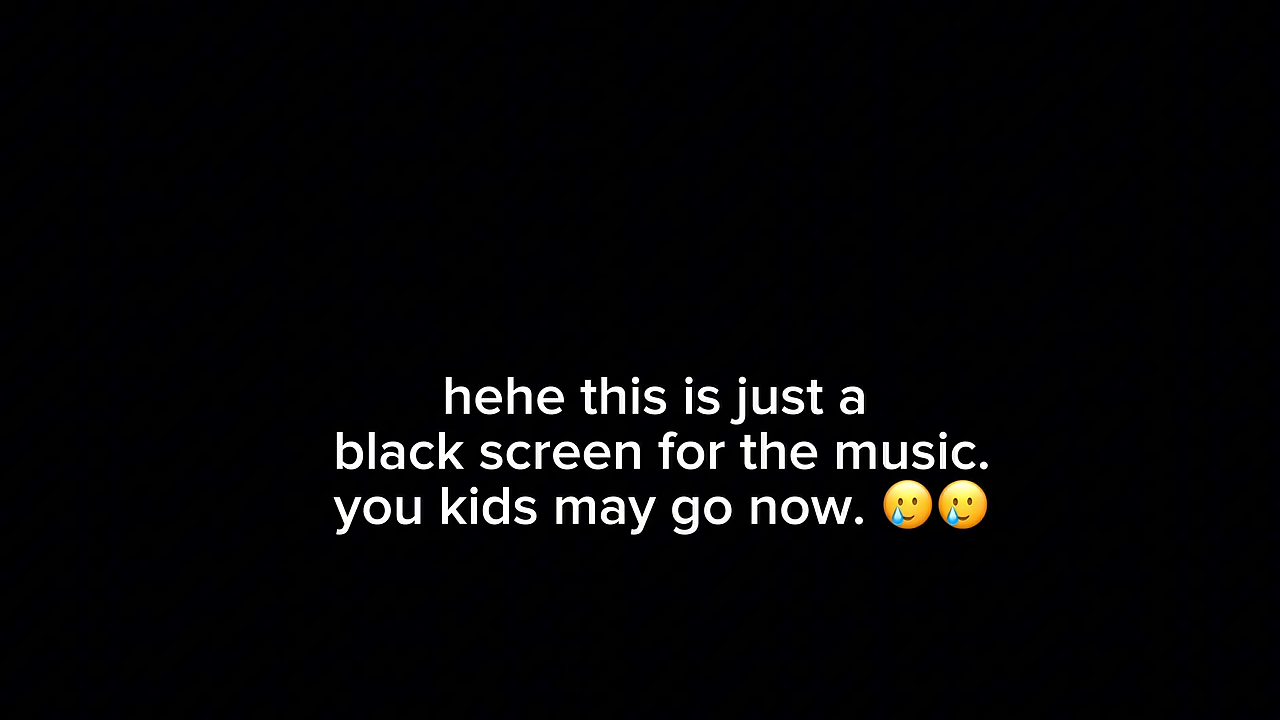 hehe this is just a
black screen for the music.
you kids may go now. 🥲🥲